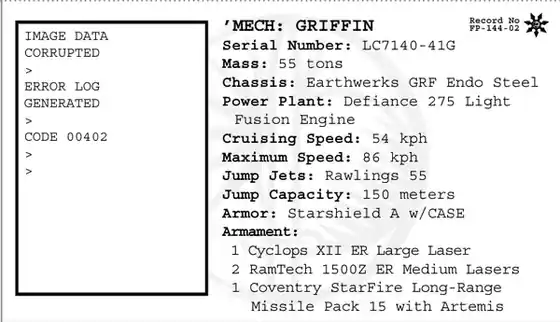 IMAGE DATA
CORRUPTED
>
ERROR LOG
GENERATED
>
CODE 00402
>
>
’MECH: GRIFFIN
Record No
FP-144-02
Serial Number: LC7140-41G
Mass: 55 tons
Chassis: Earthwerks GRF Endo Steel
Power Plant: Defiance 275 Light
Fusion Engine
Cruising Speed: 54 kph
Maximum Speed: 86 kph
Jump Jets: Rawlings 55
Jump Capacity: 150 meters
Armor: Starshield A w/CASE
Armament:
1 Cyclops XII ER Large Laser
2 RamTech 1500Z ER Medium Lasers
1 Coventry StarFire Long-Range
Missile Pack 15 with Artemis